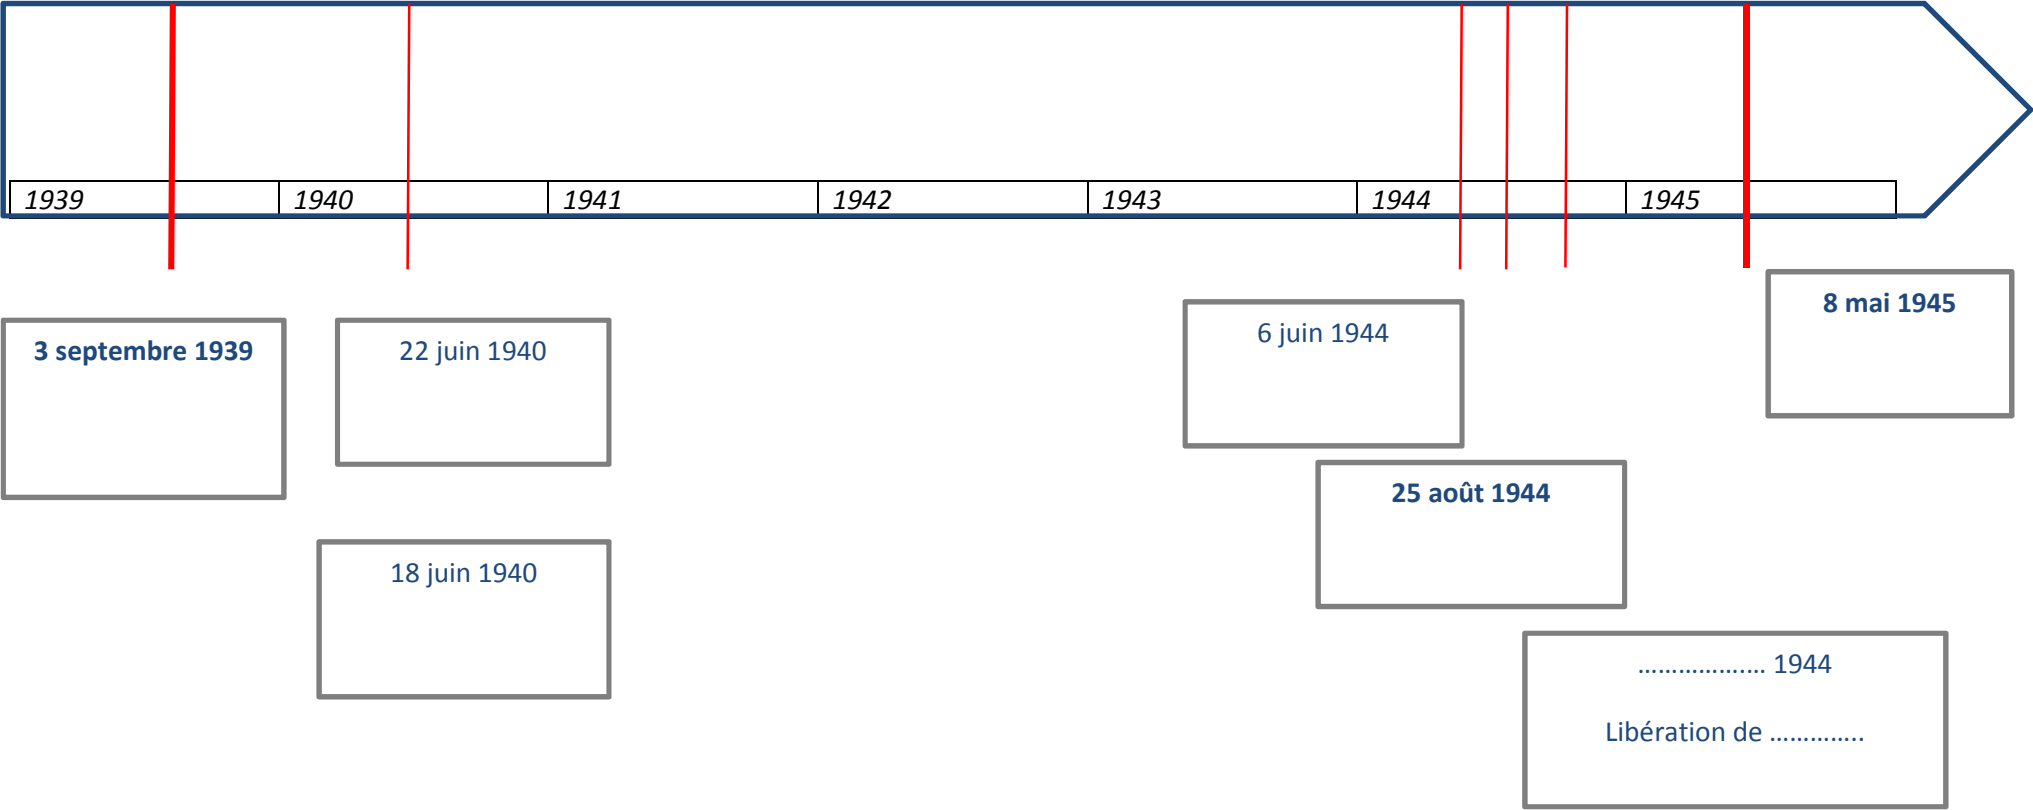 1939 1940 1941 1942 1943 1944 1945
3 septembre 1939
22 juin 1940
18 juin 1940
6 juin 1944
25 août 1944
8 mai 1945
…………….… 1944
Libération de …………..